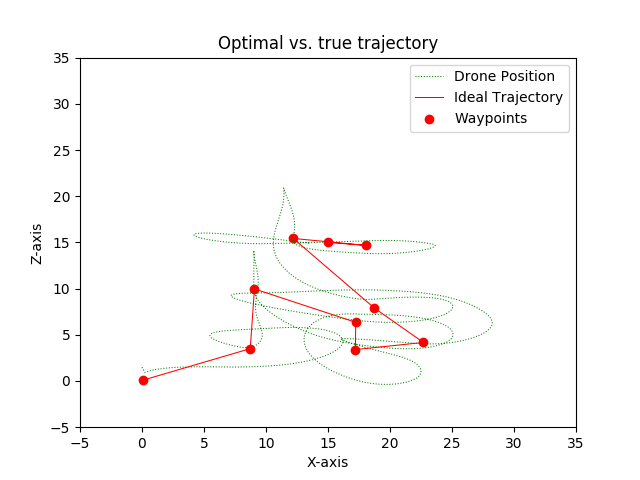 Optimal vs. true trajectory
Drone Position
Ideal Trajectory
Waypoints
Z-axis
35
30
25
20
15
10
5
0
−5
−5 0 5 10 15 20 25 30 35
X-axis